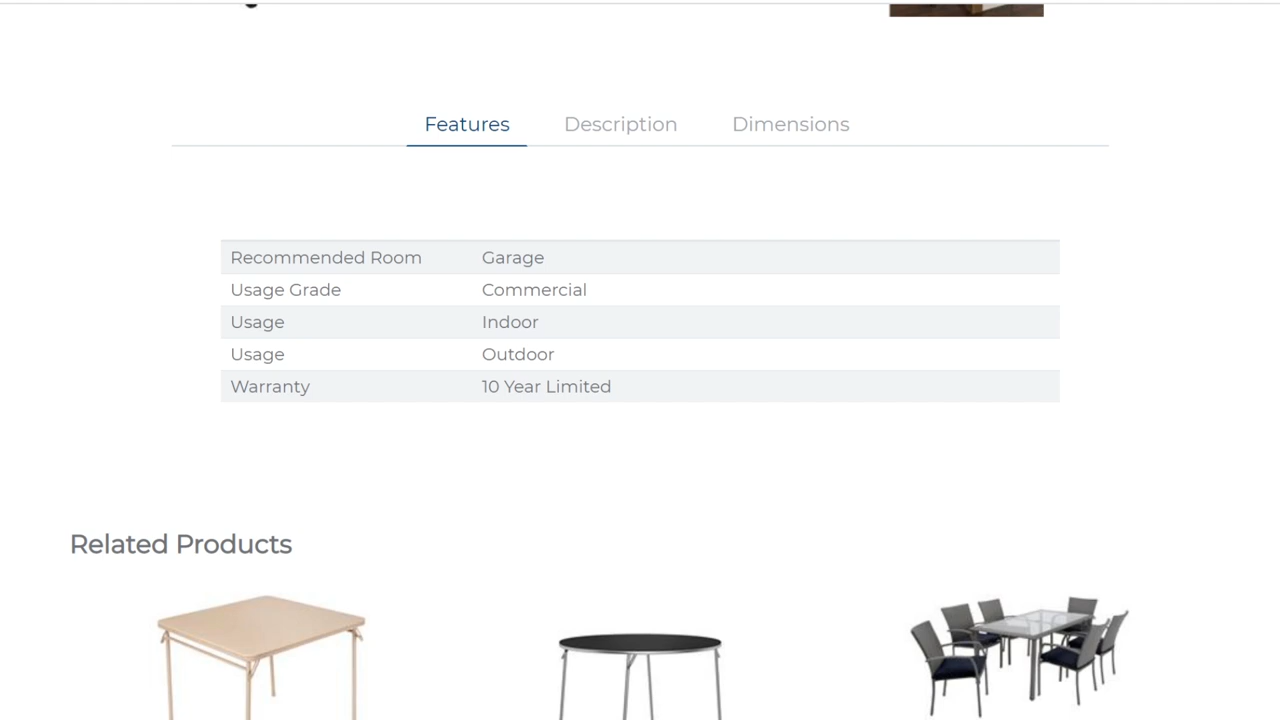 Features Description Dimensions
Recommended Room Garage
Usage Grade Commercial
Usage Indoor
Usage Outdoor
Warranty 10 Year Limited
Related Products